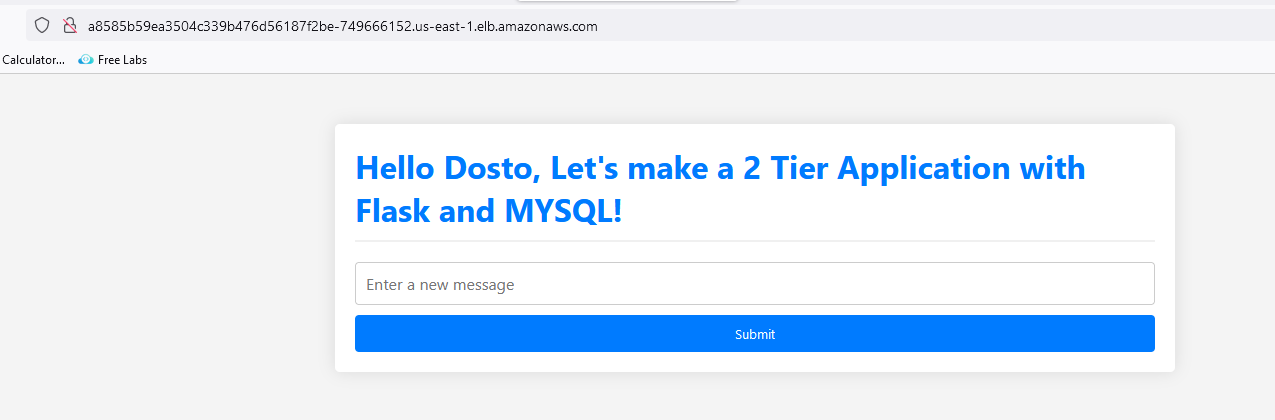 a8585b59ea3504c339b476d56187f2be-749666152.us-east-1.elb.amazonaws.com
Calculator... Free Labs
Hello Dosto, Let's make a 2 Tier Application with
Flask and MYSQL!
Enter a new message
Submit